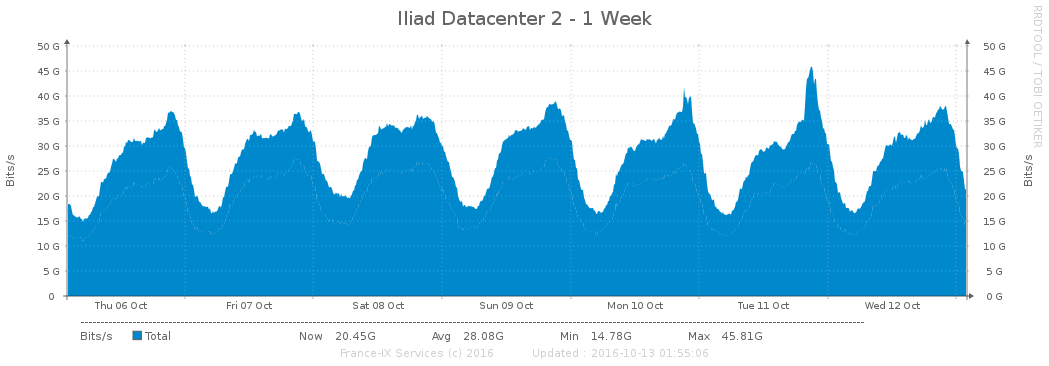 Iliad Datacenter 2 - 1 Week
RRDTOOL / TOBI OETIKER
Bits/s
50 G 50 G
45 G 45 G
40 G 40 G
35 G 35 G
30 G 30 G
25 G 25 G
20 G 20 G
15 G 15 G
10 G 10 G
5 G 5 G
0 0 G
Bits/s
Thu 06 Oct Fri 07 Oct Sat 08 Oct Sun 09 Oct Mon 10 Oct Tue 11 Oct Wed 12 Oct
Bits/s Total Now 20.45G Avg 28.08G Min 14.78G Max 45.81G
France-IX Services (c) 2016 Updated : 2016-10-13 01:55:06